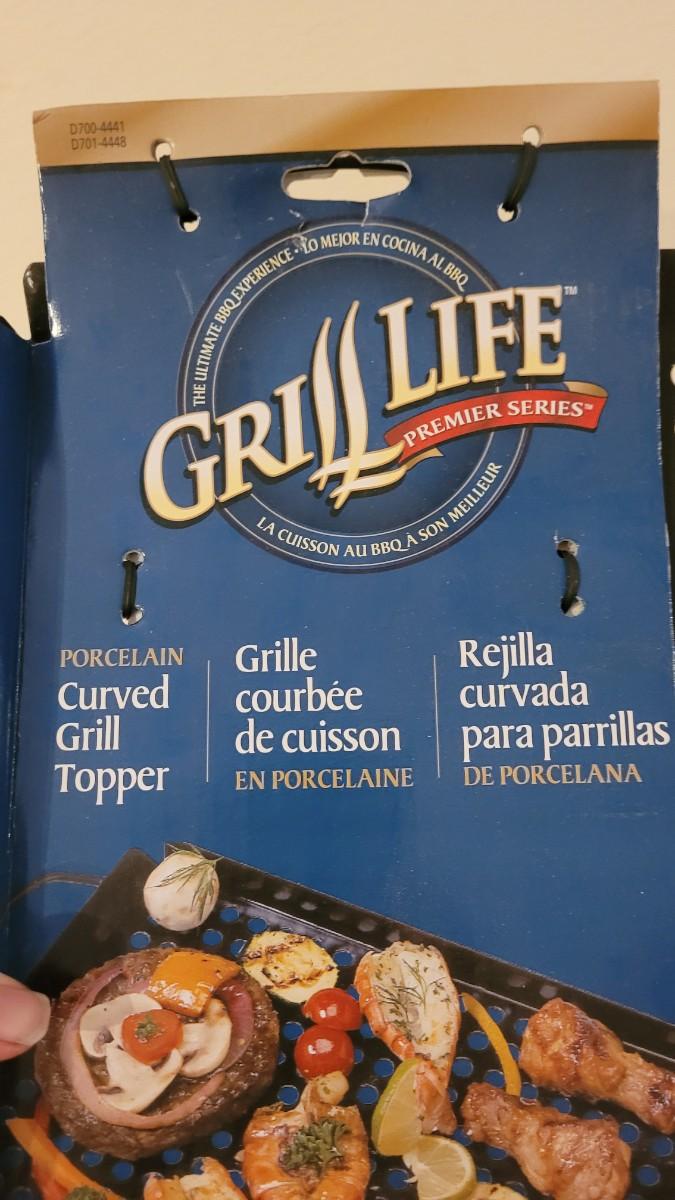 D700-4441
D701-4448
THE ULTIMATE BBQ EXPERIENCE • LO MEJOR EN COCINA AL BBQ
GRILL LIFE™
PREMIER SERIES™
LA CUISSON AU BBQ À SON MEILLEUR
PORCELAIN
Curved
Grill
Topper
Grille
courbée
de cuisson
EN PORCELAINE
Rejilla
curvada
para parrillas
DE PORCELANA